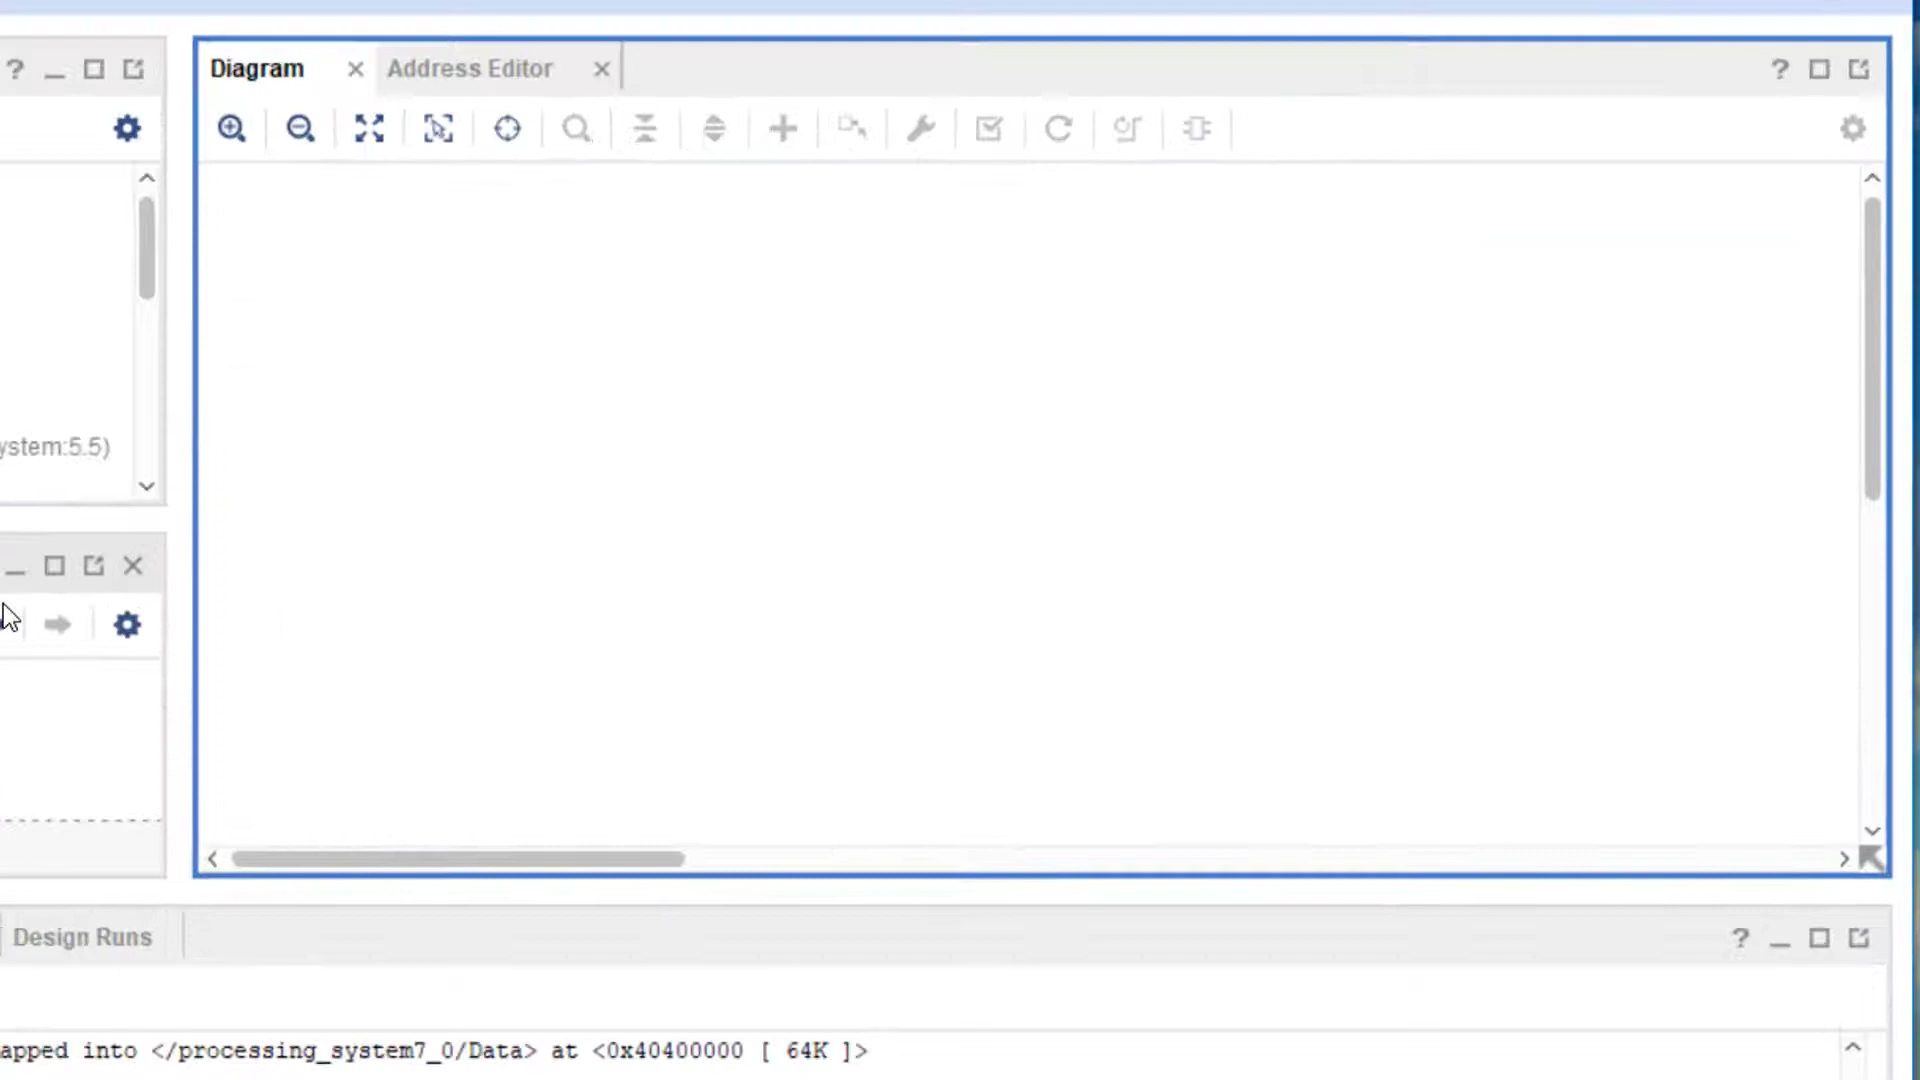 Diagram
Address Editor
ystem:5.5)
Design Runs
apped into </processing_system7_0/Data> at <0x40400000 [ 64K ]>